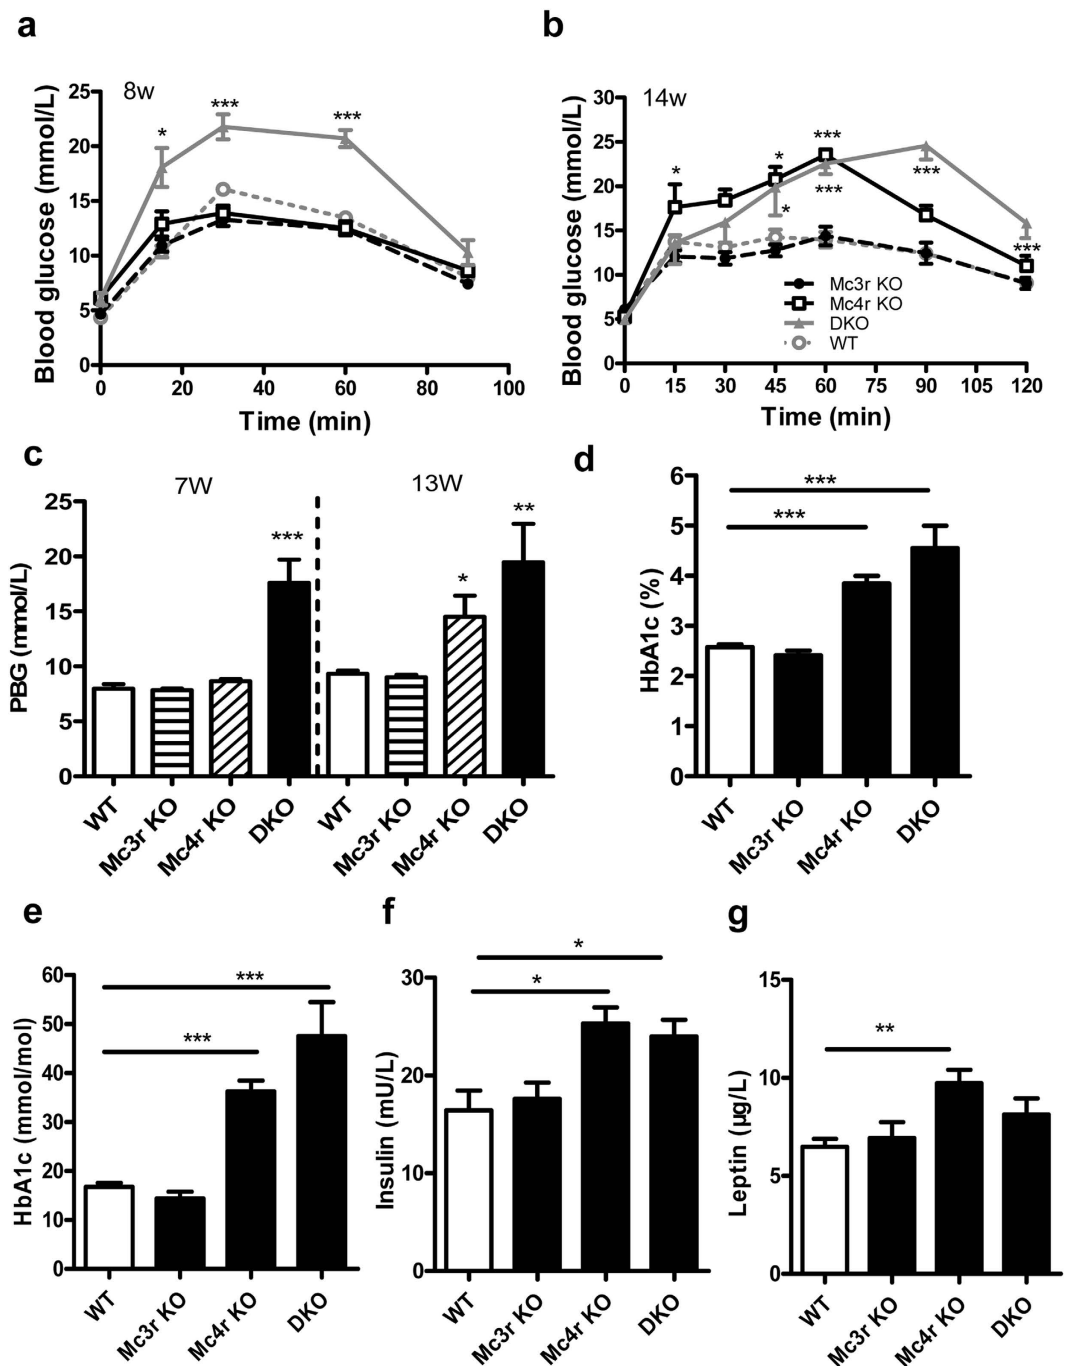 a
8w
Blood glucose (mmol/L)
25
20
15
10
5
0
*
***
***
0 20 40 60 80 100
Time (min)
b
14w
Blood glucose (mmol/L)
30
25
20
15
10
5
0
*
*
***
*
***
***
***
Mc3r KO
Mc4r KO
DKO
WT
0 15 30 45 60 75 90 105 120
Time (min)
c
7W 13W
PBG (mmol/L)
25
20
15
10
5
0
***
*
**
WT Mc3r KO Mc4r KO DKO WT Mc3r KO Mc4r KO DKO
d
HbA1c (%)
6
5
4
3
2
1
0
***
***
WT Mc3r KO Mc4r KO DKO
e
HbA1c (mmol/mol)
60
50
40
30
20
10
0
***
***
WT Mc3r KO Mc4r KO DKO
f
Insulin (mU/L)
30
20
10
0
*
*
WT Mc3r KO Mc4r KO DKO
g
Leptin (µg/L)
15
10
5
0
**
WT Mc3r KO Mc4r KO DKO